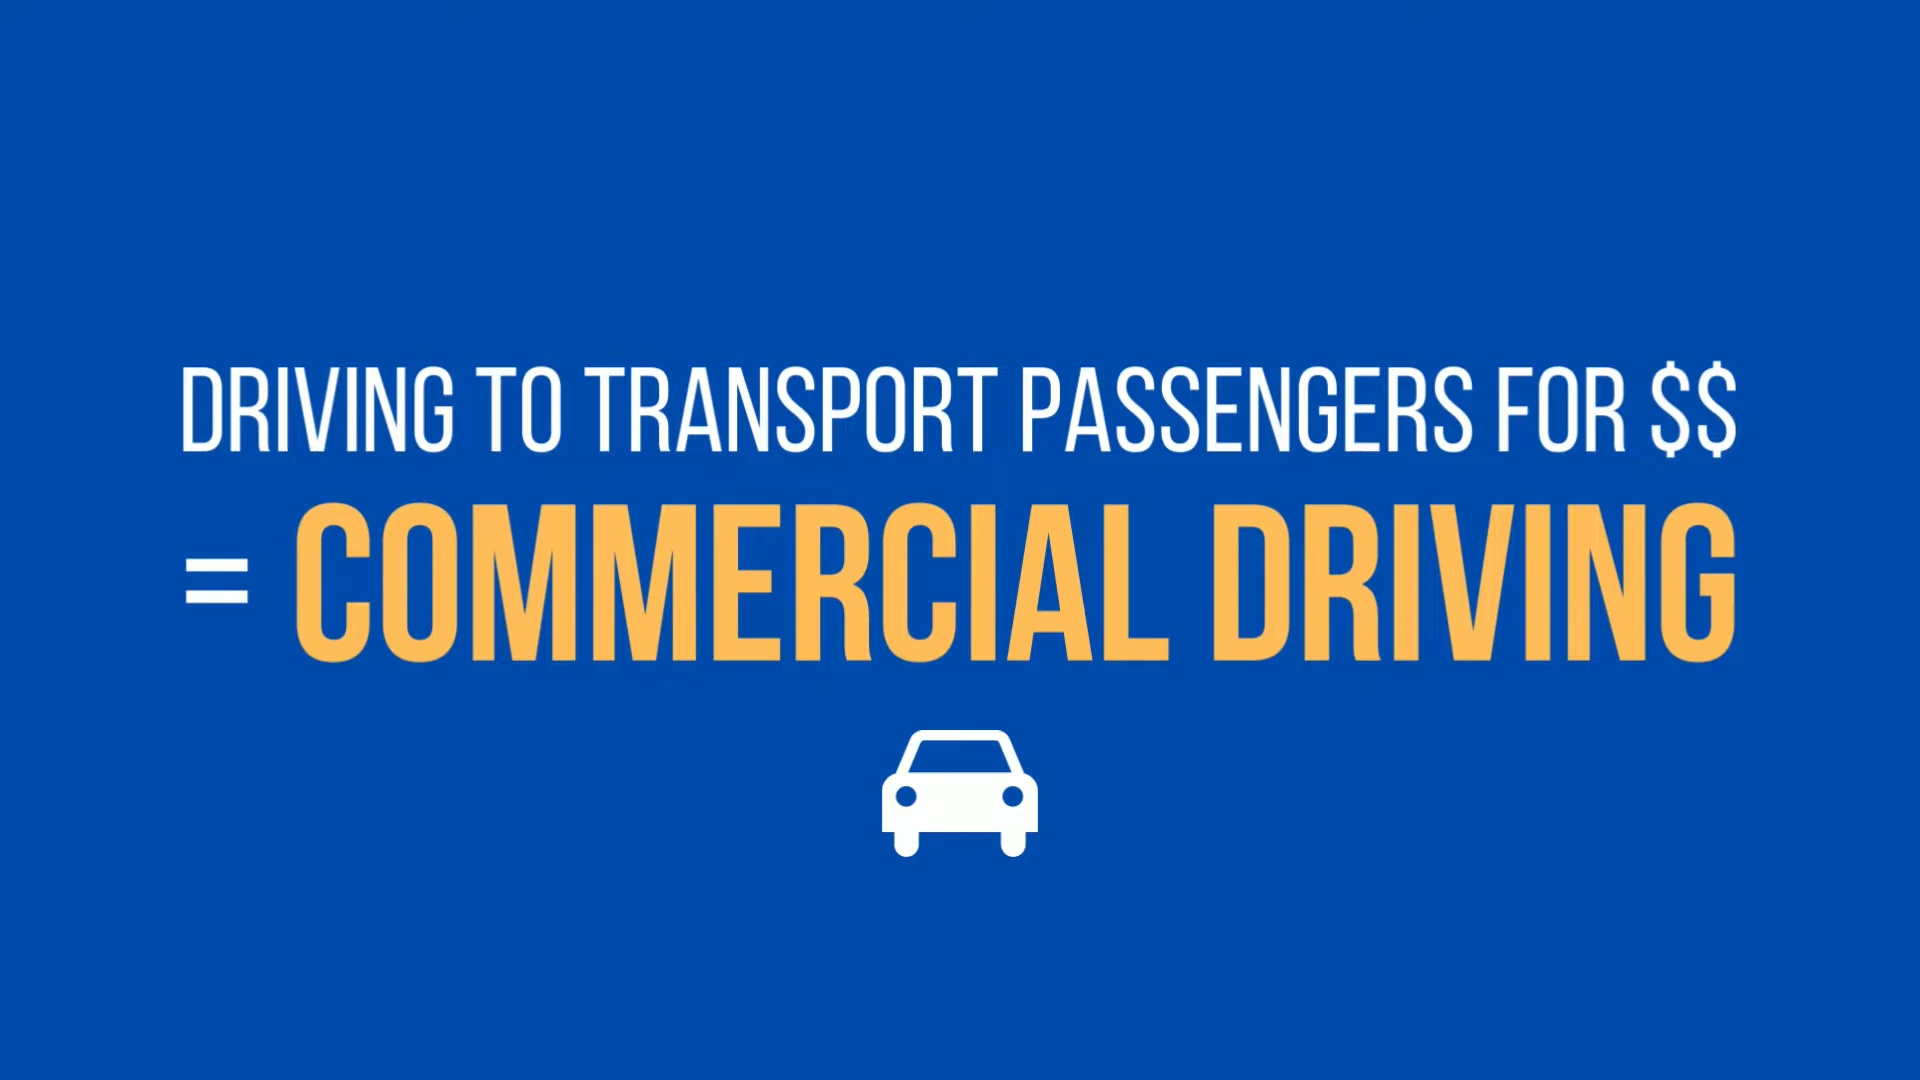 DRIVING TO TRANSPORT PASSENGERS FOR $$
= COMMERCIAL DRIVING